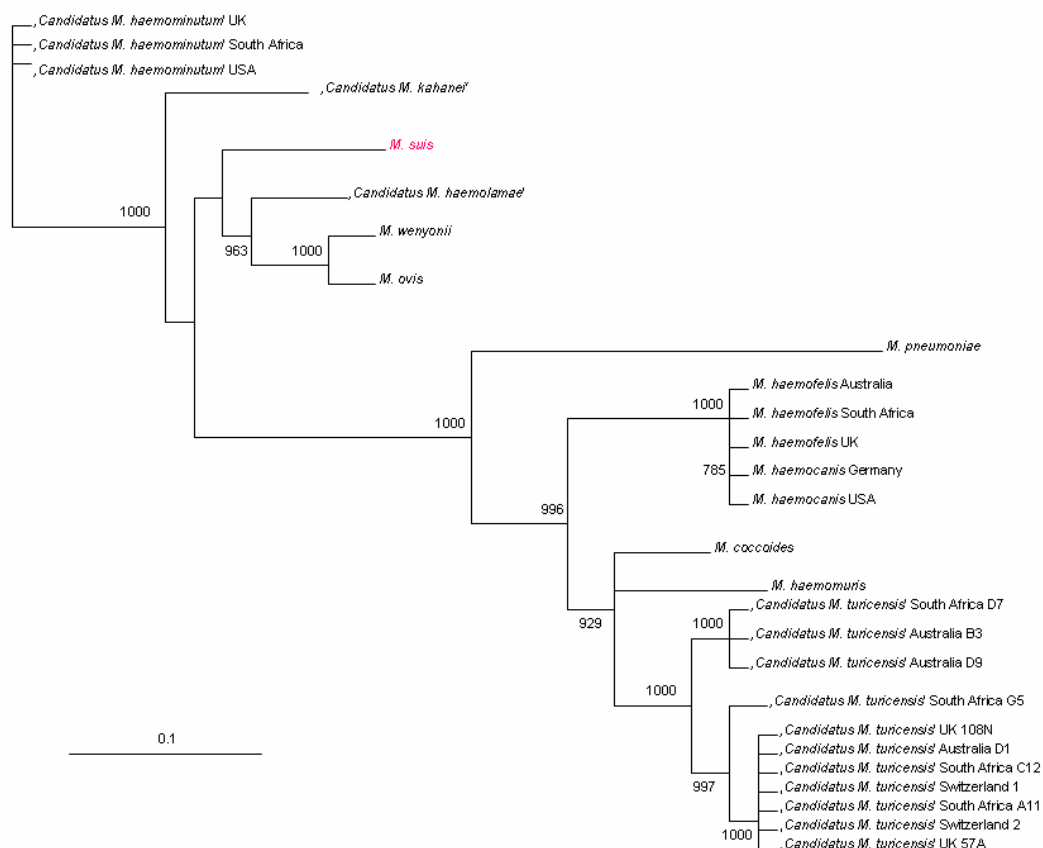 ‚Candidatus M. haemominutum' UK
‚Candidatus M. haemominutum' South Africa
‚Candidatus M. haemominutum' USA
‚Candidatus M. kahanei'
M. suis
‚Candidatus M. haemolamae'
1000
M. wenyonii
963
1000
M. ovis
M. pneumoniae
M. haemofelis Australia
1000
M. haemofelis South Africa
1000
M. haemofelis UK
785
M. haemocanis Germany
M. haemocanis USA
996
M. coccoides
M. haemomuris
‚Candidatus M. turicensis' South Africa D7
929
1000
‚Candidatus M. turicensis' Australia B3
‚Candidatus M. turicensis' Australia D9
1000
‚Candidatus M. turicensis' South Africa G5
‚Candidatus M. turicensis' UK 108N
0.1
‚Candidatus M. turicensis' Australia D1
‚Candidatus M. turicensis' South Africa C12
997
‚Candidatus M. turicensis' Switzerland 1
‚Candidatus M. turicensis' South Africa A11
‚Candidatus M. turicensis' Switzerland 2
1000
‚Candidatus M. turicensis' UK 57A